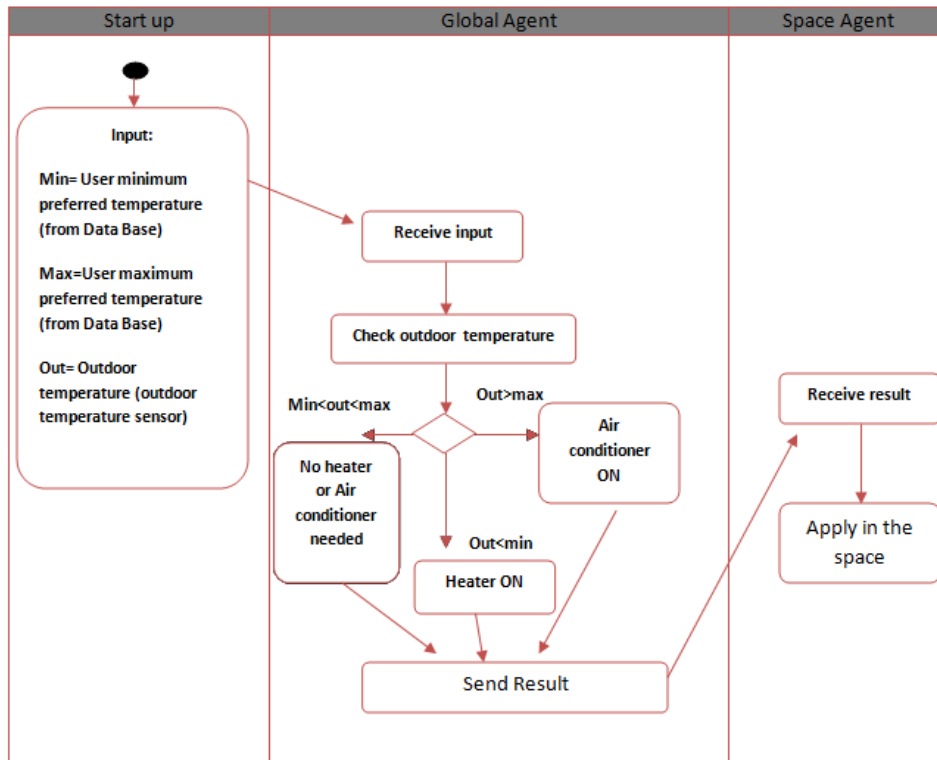 Start up
Global Agent
Space Agent
Input:
Min= User minimum
preferred temperature
(from Data Base)
Max=User maximum
preferred temperature
(from Data Base)
Out= Outdoor
temperature (outdoor
temperature sensor)
Receive input
Check outdoor temperature
Min<out<max
Out>max
No heater
or Air
conditioner
needed
Air
conditioner
ON
Out<min
Heater ON
Send Result
Receive result
Apply in the
space